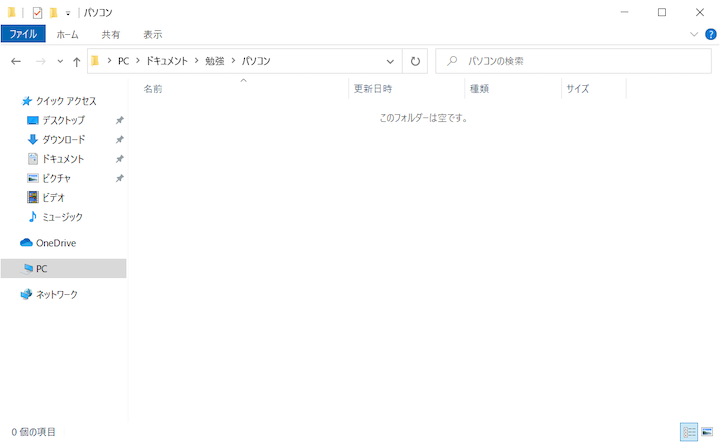 パソコン
ファイル ホーム 共有 表示
PC ドキュメント 勉強 パソコン パソコンの検索
名前 更新日時 種類 サイズ
このフォルダーは空です。
クイック アクセス
デスクトップ
ダウンロード
ドキュメント
ピクチャ
ビデオ
ミュージック
OneDrive
PC
ネットワーク
0 個の項目